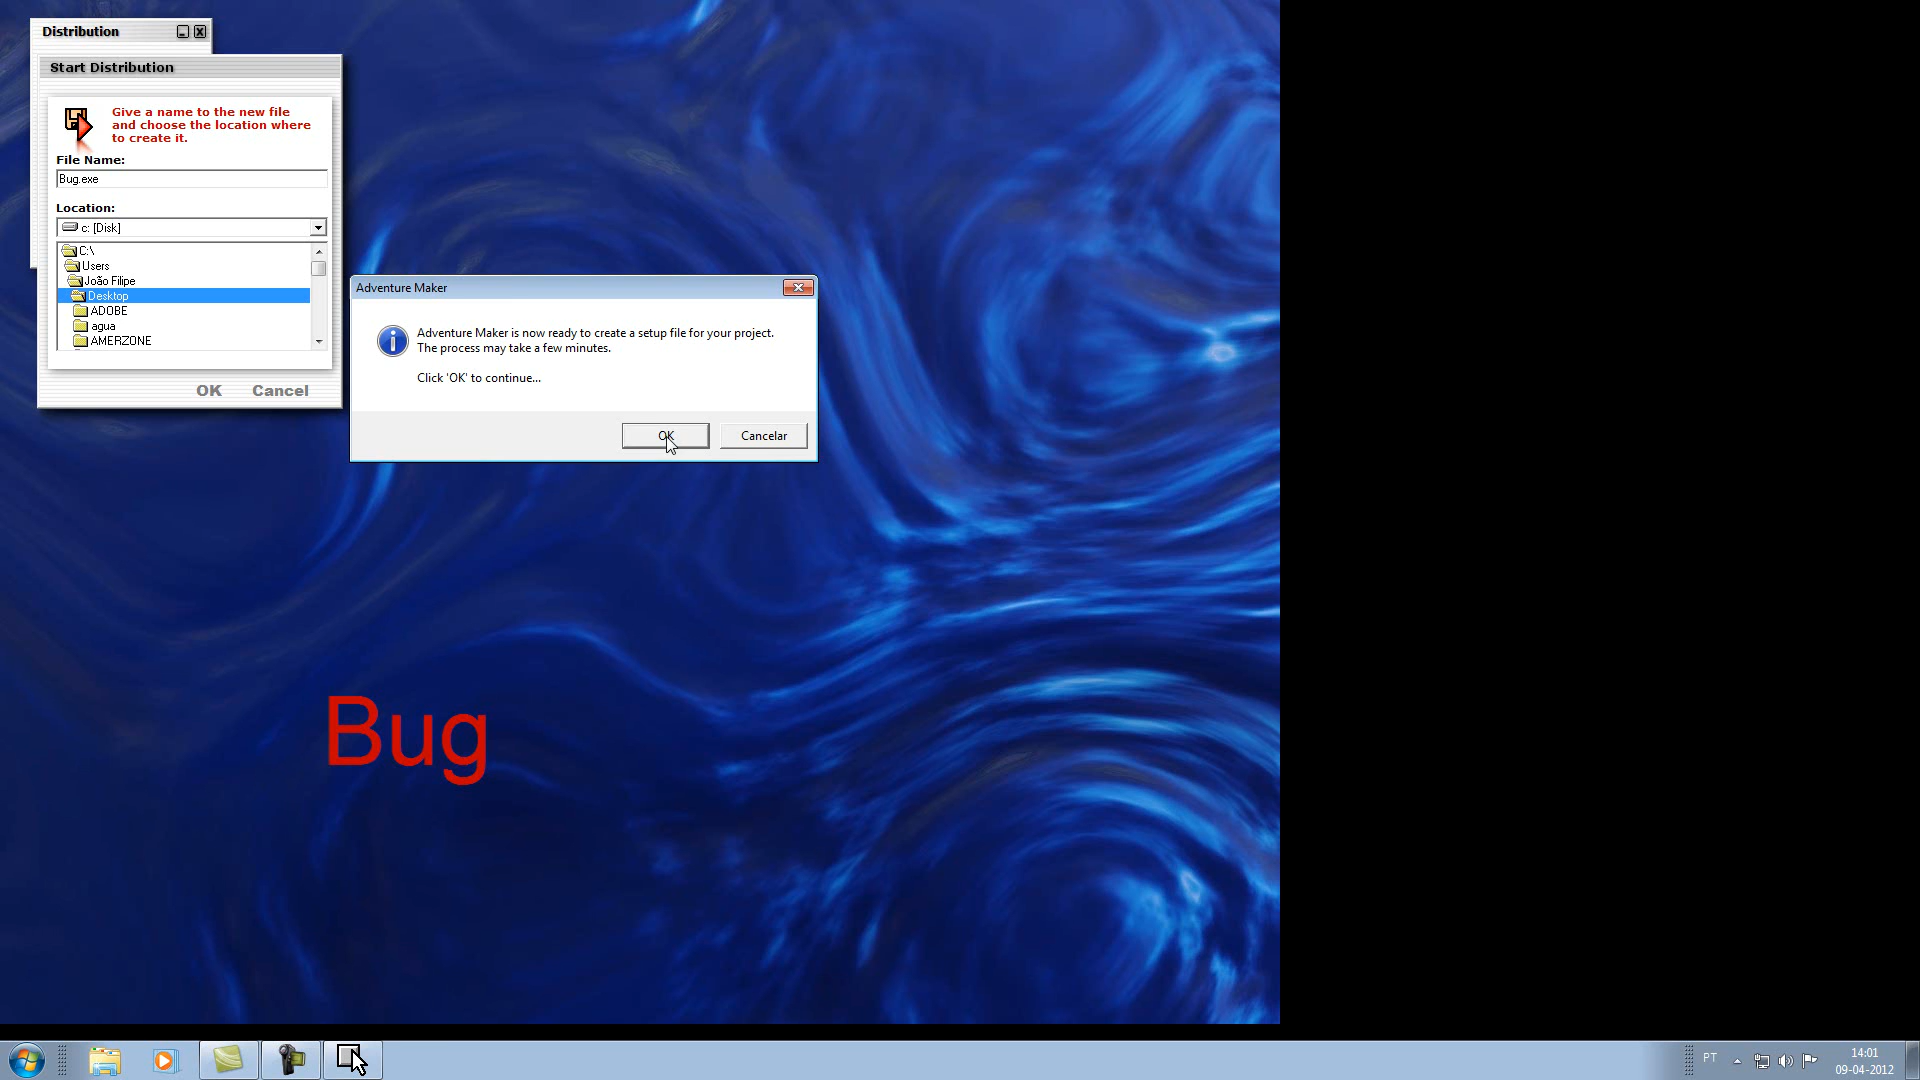 Distribution
Start Distribution
Give a name to the new file
and choose the location where
to create it.
File Name:
Bug.exe
Location:
c: [Disk]
C:\
Users
João Filipe
Desktop
ADOBE
agua
AMERZONE
OK Cancel
Adventure Maker
Adventure Maker is now ready to create a setup file for your project.
The process may take a few minutes.
Click 'OK' to continue...
OK Cancelar
Bug
PT
14:01
09-04-2012